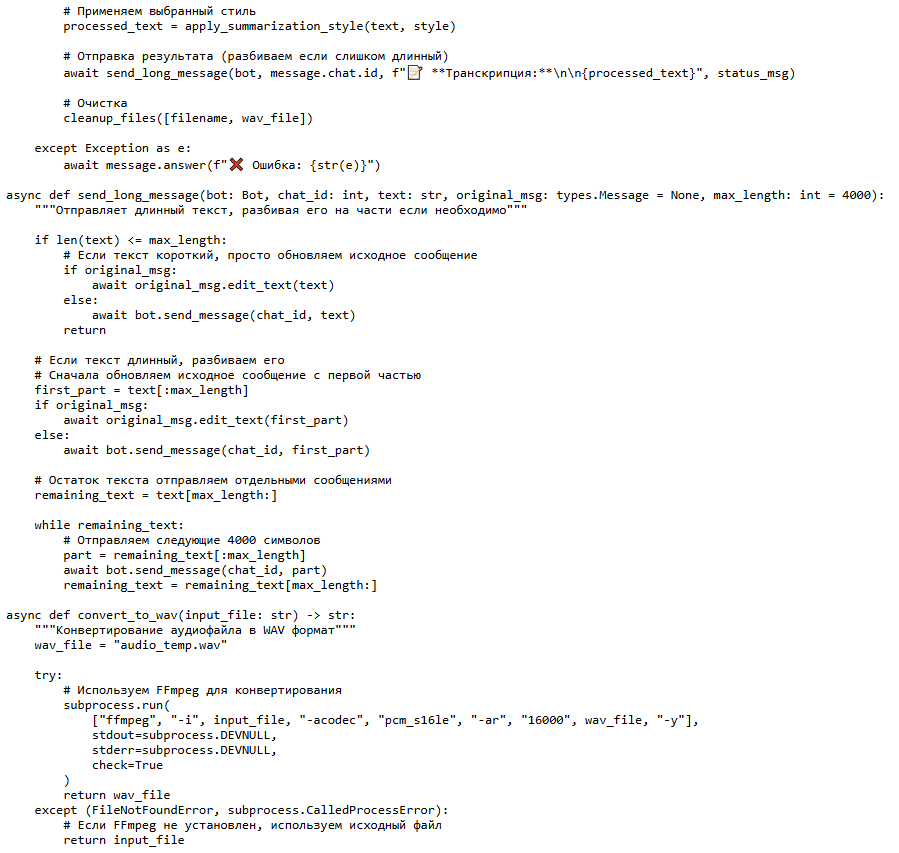 # Применяем выбранный стиль
processed_text = apply_summarization_style(text, style)
# Отправка результата (разбиваем если слишком длинный)
await send_long_message(bot, message.chat.id, f"📝 **Транскрипция:**\n\n{processed_text}", status_msg)
# Очистка
cleanup_files([filename, wav_file])
except Exception as e:
await message.answer(f"❌ Ошибка: {str(e)}")
async def send_long_message(bot: Bot, chat_id: int, text: str, original_msg: types.Message = None, max_length: int = 4000):
"""Отправляет длинный текст, разбивая его на части если необходимо"""
if len(text) <= max_length:
# Если текст короткий, просто обновляем исходное сообщение
if original_msg:
await original_msg.edit_text(text)
else:
await bot.send_message(chat_id, text)
return
# Если текст длинный, разбиваем его
# Сначала обновляем исходное сообщение с первой частью
first_part = text[:max_length]
if original_msg:
await original_msg.edit_text(first_part)
else:
await bot.send_message(chat_id, first_part)
# Остаток текста отправляем отдельными сообщениями
remaining_text = text[max_length:]
while remaining_text:
# Отправляем следующие 4000 символов
part = remaining_text[:max_length]
await bot.send_message(chat_id, part)
remaining_text = remaining_text[max_length:]
async def convert_to_wav(input_file: str) -> str:
"""Конвертирование аудиофайла в WAV формат"""
wav_file = "audio_temp.wav"
try:
# Используем FFmpeg для конвертирования
subprocess.run(
["ffmpeg", "-i", input_file, "-acodec", "pcm_s16le", "-ar", "16000", wav_file, "-y"],
stdout=subprocess.DEVNULL,
stderr=subprocess.DEVNULL,
check=True
)
return wav_file
except (FileNotFoundError, subprocess.CalledProcessError):
# Если FFmpeg не установлен, используем исходный файл
return input_file